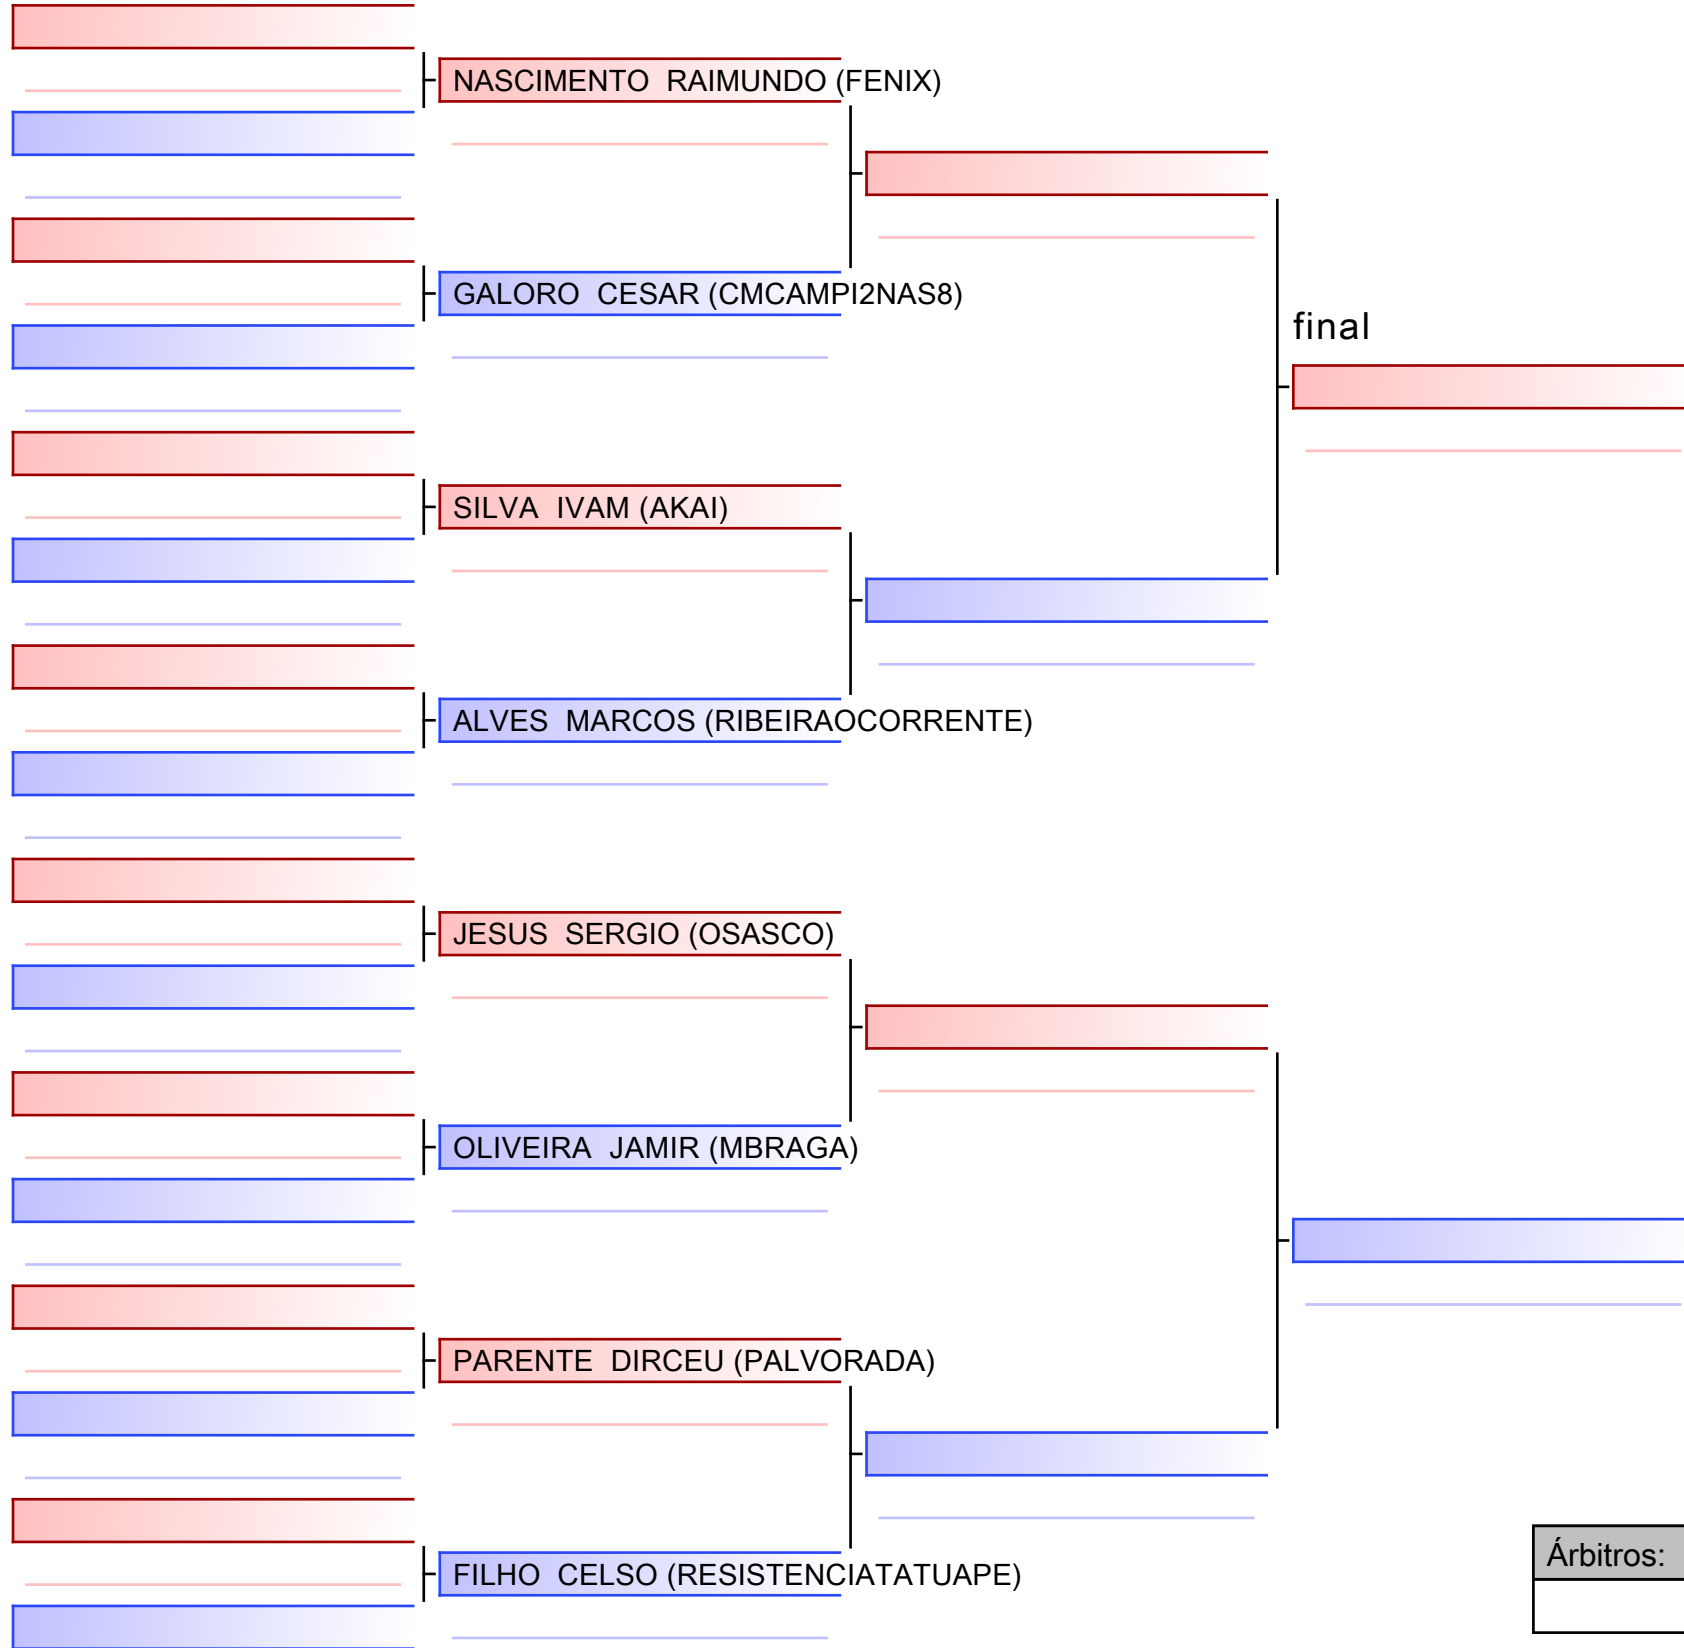 NASCIMENTO RAIMUNDO (FENIX)
GALORO CESAR (CMCAMPI2NAS8)
final
SILVA IVAM (AKAI)
ALVES MARCOS (RIBEIRAOCORRENTE)
JESUS SERGIO (OSASCO)
OLIVEIRA JAMIR (MBRAGA)
PARENTE DIRCEU (PALVORADA)
FILHO CELSO (RESISTENCIATATUAPE)
Árbitros: